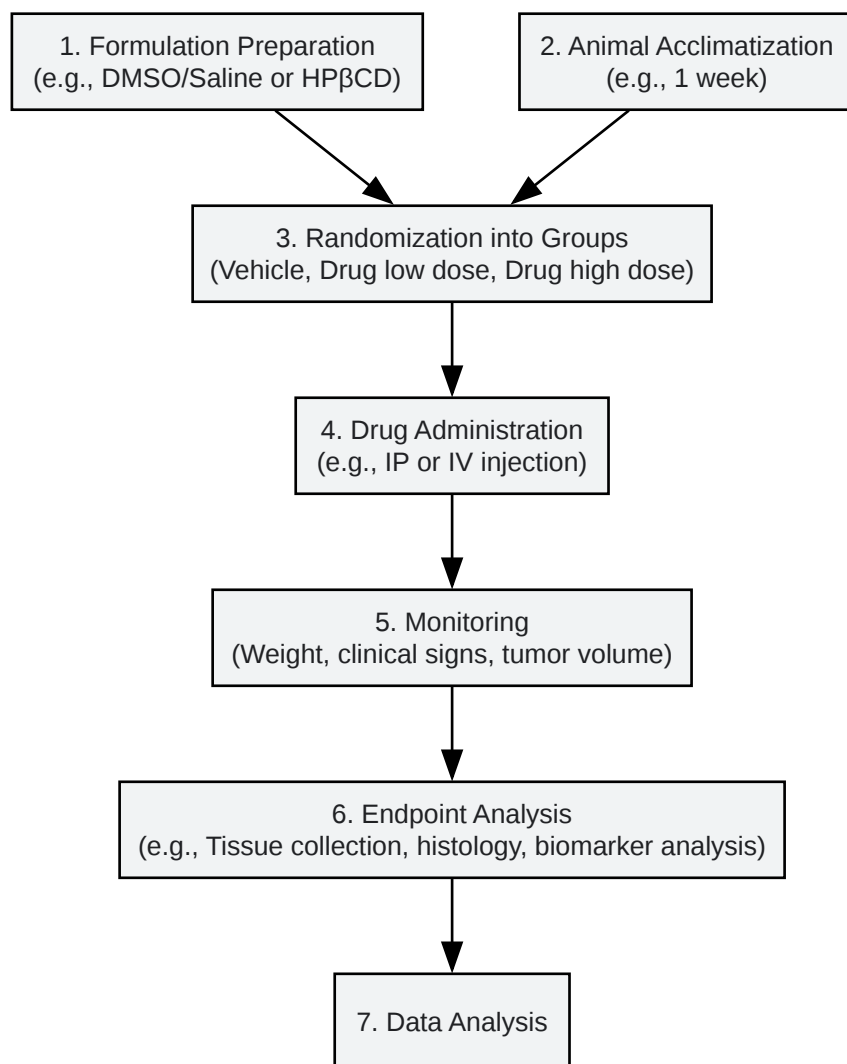 1. Formulation Preparation
(e.g., DMSO/Saline or HPβCD)
2. Animal Acclimatization
(e.g., 1 week)
3. Randomization into Groups
(Vehicle, Drug low dose, Drug high dose)
4. Drug Administration
(e.g., IP or IV injection)
5. Monitoring
(Weight, clinical signs, tumor volume)
6. Endpoint Analysis
(e.g., Tissue collection, histology, biomarker analysis)
7. Data Analysis